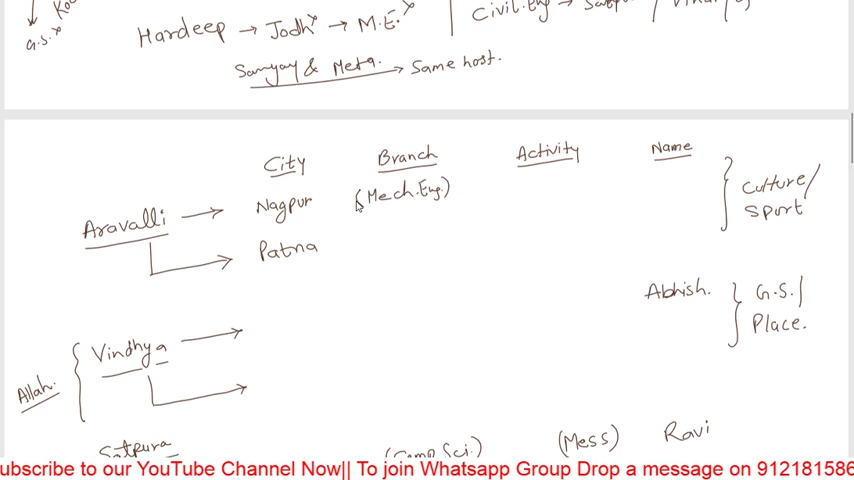 G.S.x
Hardeep → Jodhx → M.E.x
Civil.Eng →
Sanjay & Meta. → Same host.
City Branch Activity Name
Aravalli → Nagpur (Mech.Eng.)
Culture/
Sport
Patna
Abhish. G.S./
Place.
Vindhya
Allah.
Satpura (Comp Sci.) (Mess) Ravi
ubscribe to our YouTube Channel Now|| To join Whatsapp Group Drop a message on 912181586